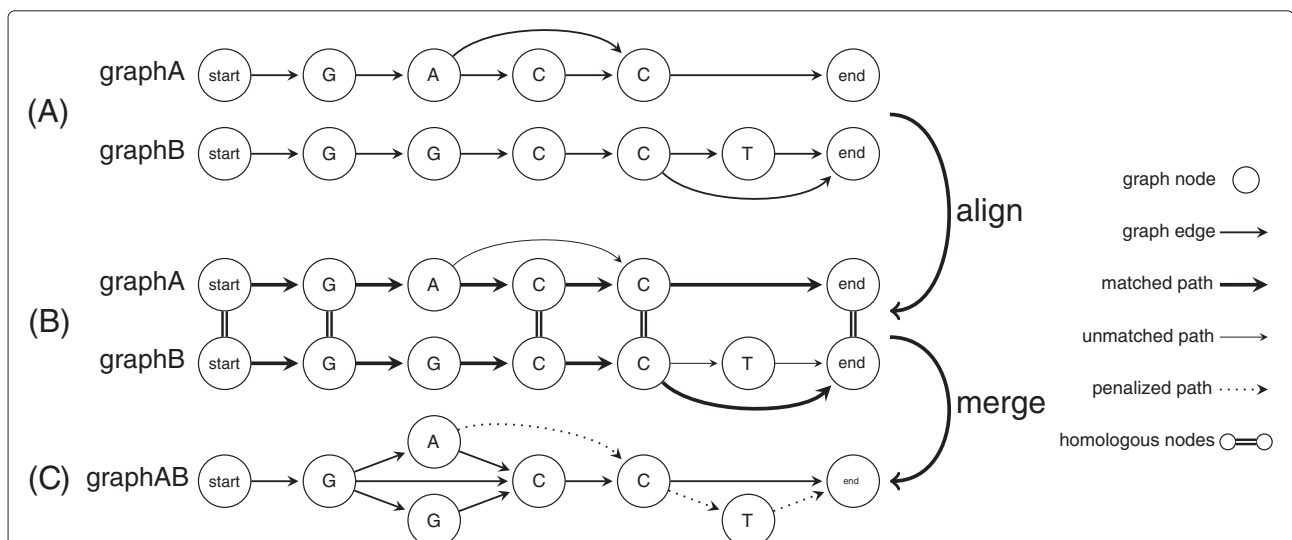 graphA start G A C C end
(A)
graphB start G G C C T end
graph node
align
graph edge
graphA start G A C C end
matched path
(B)
unmatched path
graphB start G G C C T end
penalized path
merge
A
homologous nodes
(C) graphAB start G C C end
G T